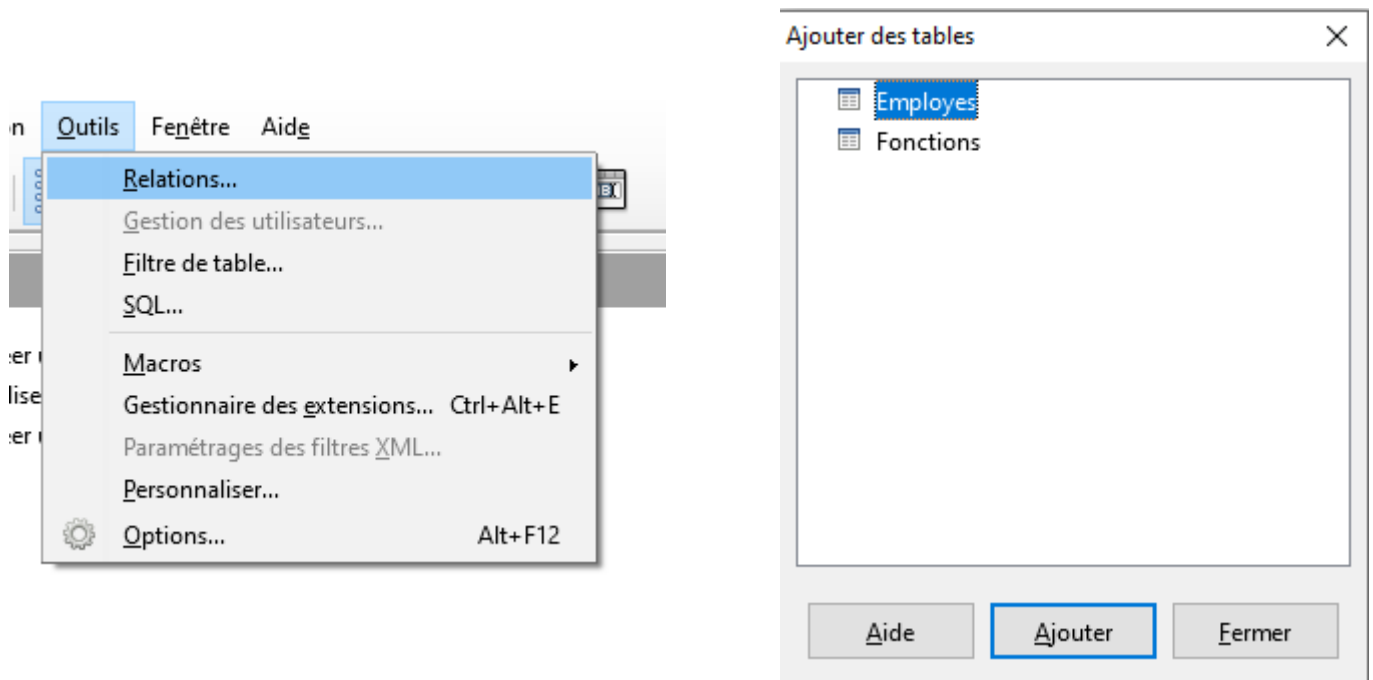 Outils Fenêtre Aide
Relations...
Gestion des utilisateurs...
Filtre de table...
SQL...
Macros
Gestionnaire des extensions... Ctrl+Alt+E
Paramétrages des filtres XML...
Personnaliser...
Options... Alt+F12
Ajouter des tables
Employes
Fonctions
Aide Ajouter Fermer